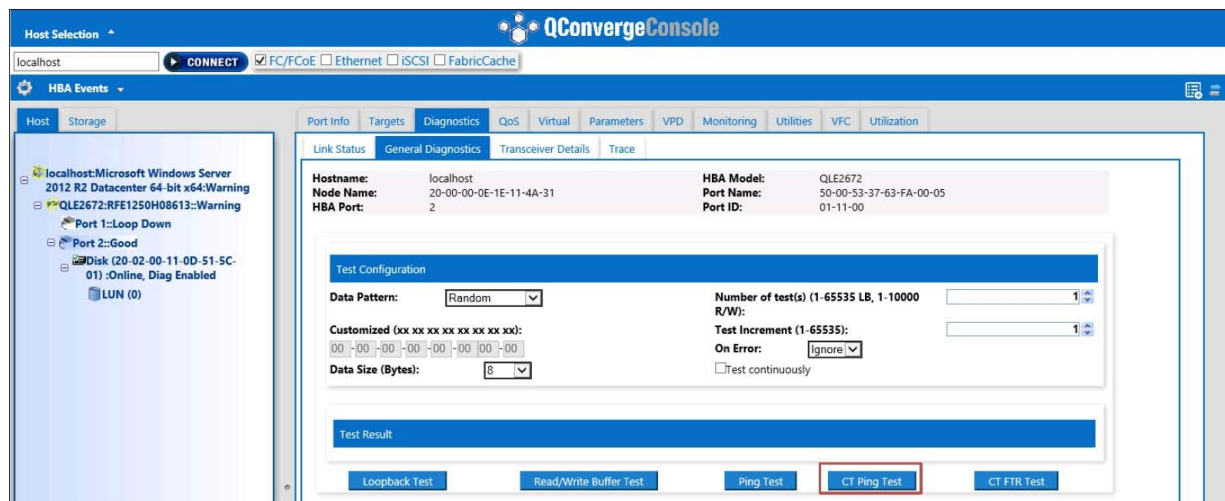 Host Selection
QConvergeConsole
localhost
CONNECT
FC/FCoE
Ethernet
iSCSI
FabricCache
HBA Events
Host
Storage
localhost:Microsoft Windows Server
2012 R2 Datacenter 64-bit x64:Warning
QLE2672:RFE1250H08613::Warning
Port 1::Loop Down
Port 2::Good
Disk (20-02-00-11-0D-51-5C-
01) :Online, Diag Enabled
LUN (0)
Port Info
Targets
Diagnostics
QoS
Virtual
Parameters
VPD
Monitoring
Utilities
VFC
Utilization
Link Status
General Diagnostics
Transceiver Details
Trace
Hostname: localhost
HBA Model: QLE2672
Node Name: 20-00-00-0E-1E-11-4A-31
Port Name: 50-00-53-37-63-FA-00-05
HBA Port: 2
Port ID: 01-11-00
Test Configuration
Data Pattern: Random
Number of test(s) (1-65535 LB, 1-10000
R/W): 1
Customized (xx xx xx xx xx xx xx xx):
00 -00 -00 -00 -00 -00 00 -00
Test Increment (1-65535): 1
On Error: Ignore
Data Size (Bytes): 8
Test continuously
Test Result
Loopback Test
Read/Write Buffer Test
Ping Test
CT Ping Test
CT FTR Test